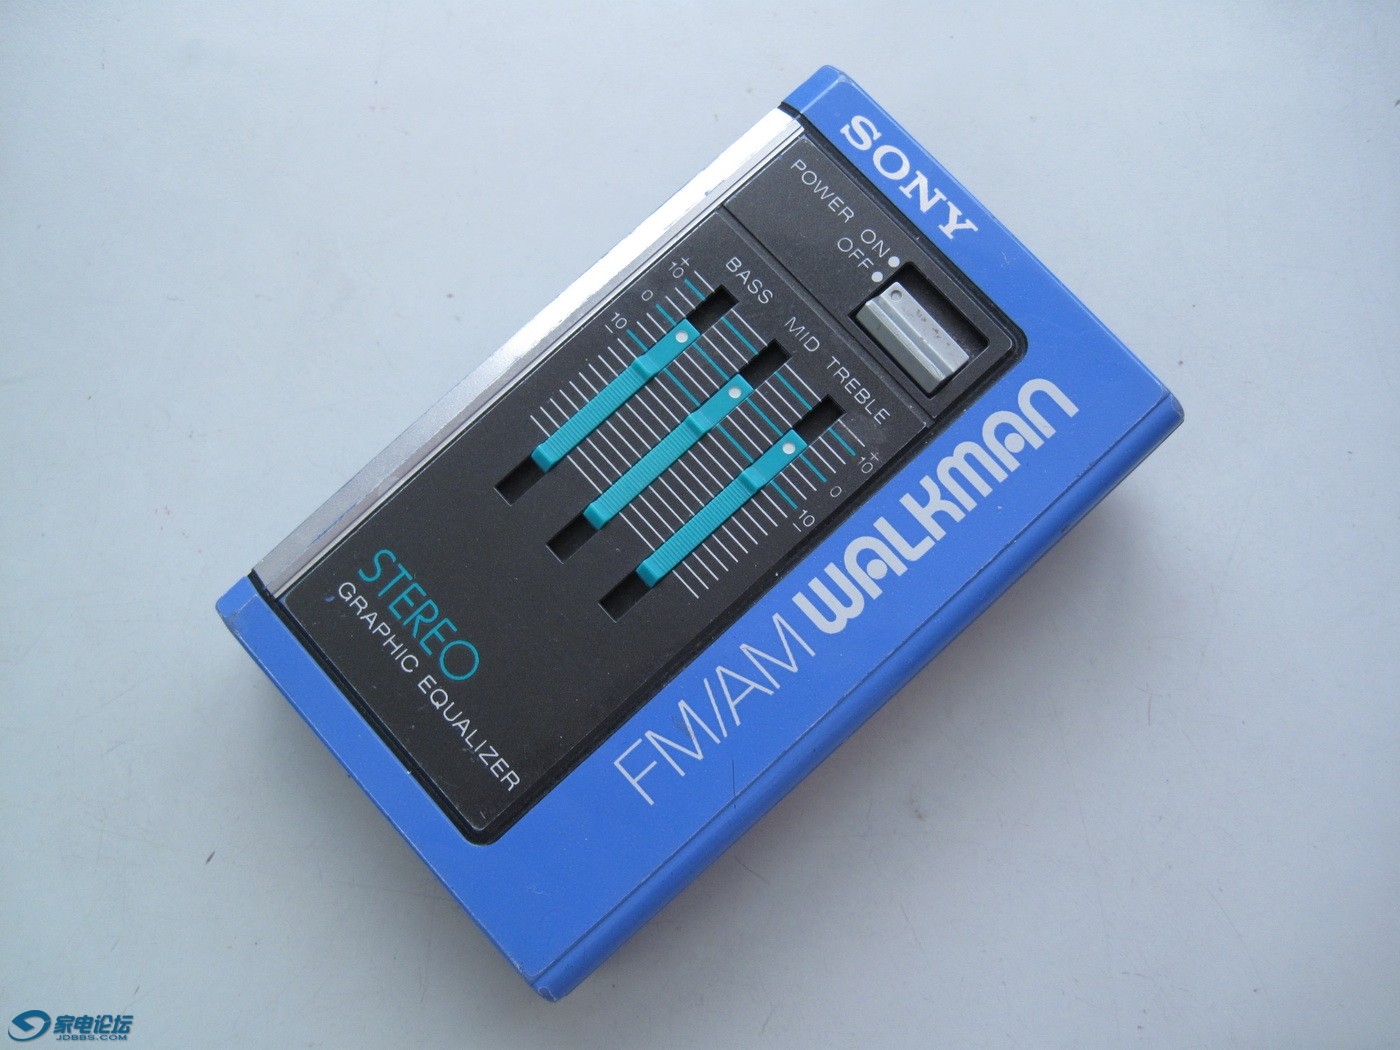 SONY
POWER ON
OFF
BASS
MID
TREBLE
+
10
0
−10
+
10
0
−10
STEREO
GRAPHIC EQUALIZER
FM/AM WALKMAN
家电论坛
JDBBS.COM